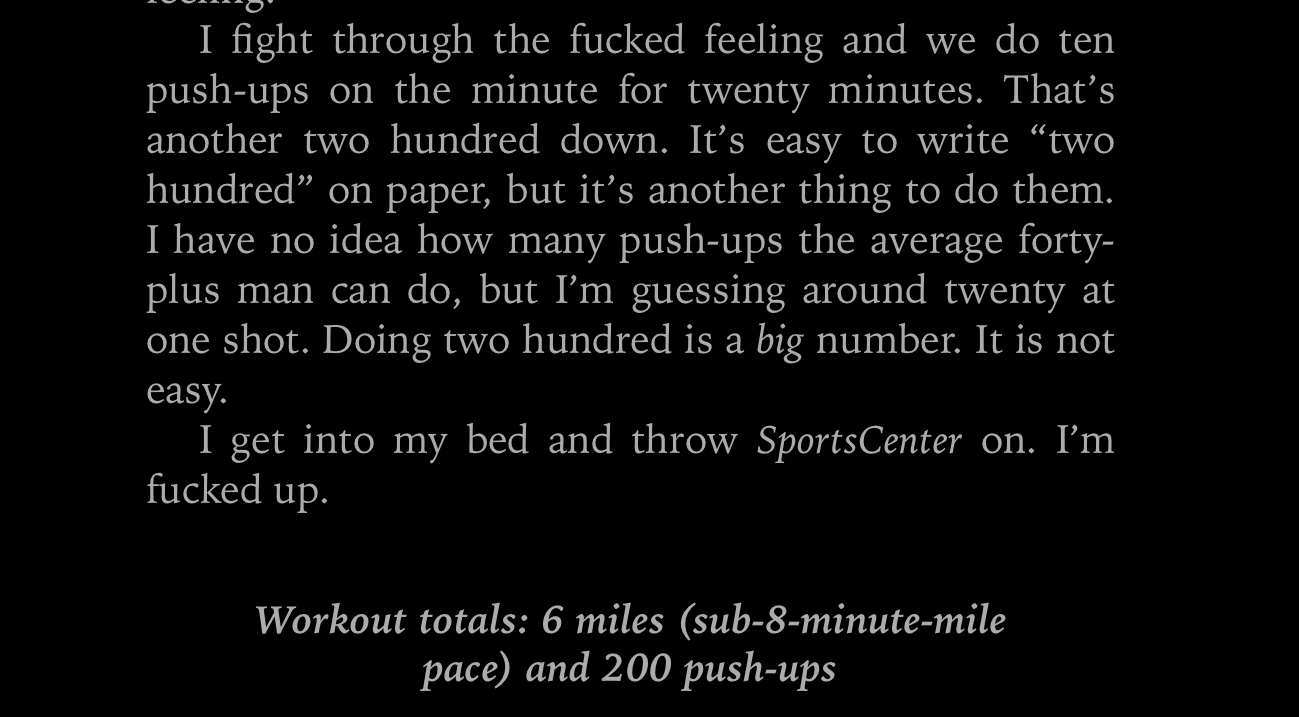 feeling.
I fight through the fucked feeling and we do ten
push-ups on the minute for twenty minutes. That’s
another two hundred down. It’s easy to write “two
hundred” on paper, but it’s another thing to do them.
I have no idea how many push-ups the average forty-
plus man can do, but I’m guessing around twenty at
one shot. Doing two hundred is a big number. It is not
easy.
I get into my bed and throw SportsCenter on. I’m
fucked up.
Workout totals: 6 miles (sub-8-minute-mile
pace) and 200 push-ups